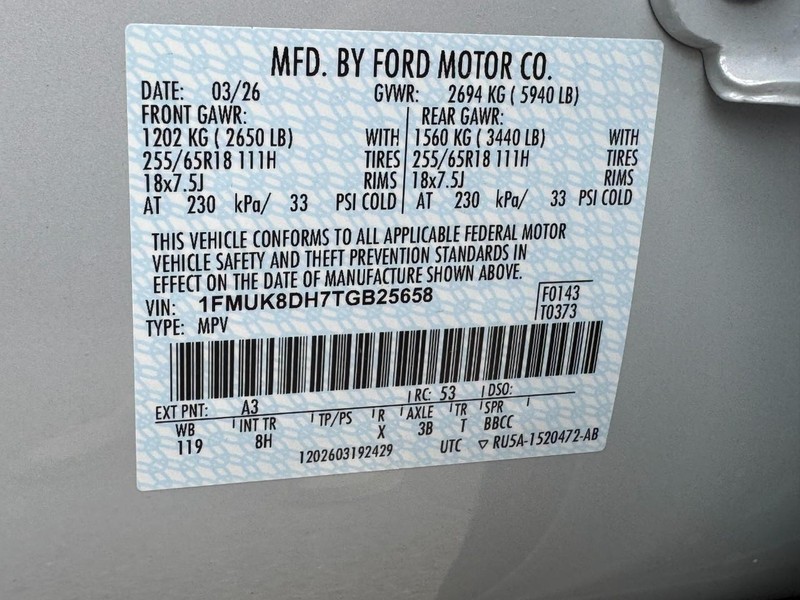 MFD. BY FORD MOTOR CO.
DATE: 03/26 GVWR: 2694 KG ( 5940 LB)
FRONT GAWR: REAR GAWR:
1202 KG ( 2650 LB) WITH 1560 KG ( 3440 LB) WITH
255/65R18 111H TIRES 255/65R18 111H TIRES
18x7.5J RIMS 18x7.5J RIMS
AT 230 kPa/ 33 PSI COLD AT 230 kPa/ 33 PSI COLD
THIS VEHICLE CONFORMS TO ALL APPLICABLE FEDERAL MOTOR
VEHICLE SAFETY AND THEFT PREVENTION STANDARDS IN
EFFECT ON THE DATE OF MANUFACTURE SHOWN ABOVE.
VIN: 1FMUK8DH7TGB25658 F0143
TYPE: MPV T0373
EXT PNT: A3 RC: 53 DSO:
WB INT TR TP/PS R AXLE TR SPR
119 8H X 3B T BBCC
1202603192429 UTC ▽ RU5A-1520472-AB